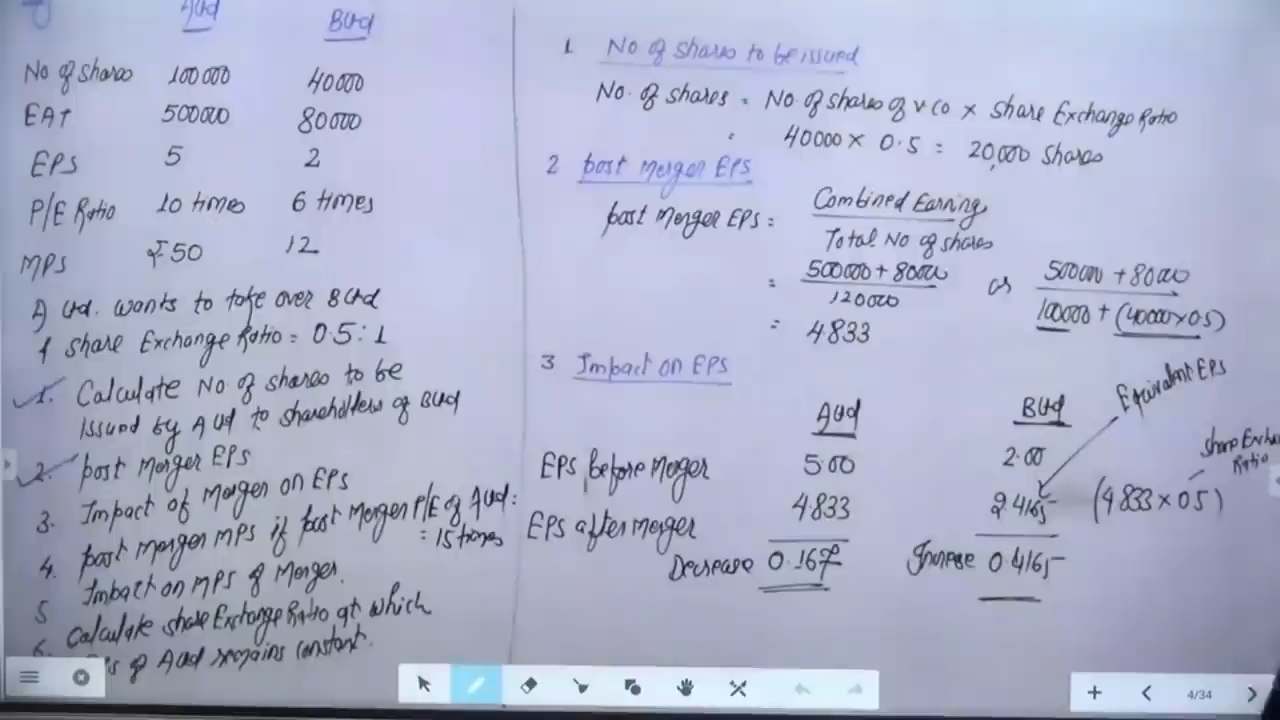 A Ltd B Ltd
No of shares 100000 40000
EAT 500000 80000
EPS 5 2
P/E Ratio 10 times 6 times
MPS ₹50 12
A Ltd. wants to take over B Ltd
& share Exchange Ratio = 0.5 : 1
1. Calculate No of shares to be
issued by A Ltd to shareholders of B Ltd
2. post Merger EPS
3. Impact of Merger on EPS
4. post merger MPS if post Merger P/E of A Ltd :
= 15 times
5 Impact on MPS of Merger.
6. Calculate share Exchange Ratio at which
of A Ltd remains constant.
1 No of shares to be issued
No. of shares = No. of shares of v co x share Exchange Ratio
= 40000 x 0.5 = 20,000 shares
2 post Merger EPS
post Merger EPS = Combined Earning
Total No of shares
= 500000 + 80000 or 500000 + 80000
120000 100000 + (40000 x 0.5)
= 4.833
3 Impact on EPS
A Ltd B Ltd Equivalent EPS
EPS before Merger 5.00 2.00 share Exchan
Ratio
EPS after merger 4.833 2.4165 (4.833 x 0.5)
Decrease 0.167 Increase 0.4165
4/34